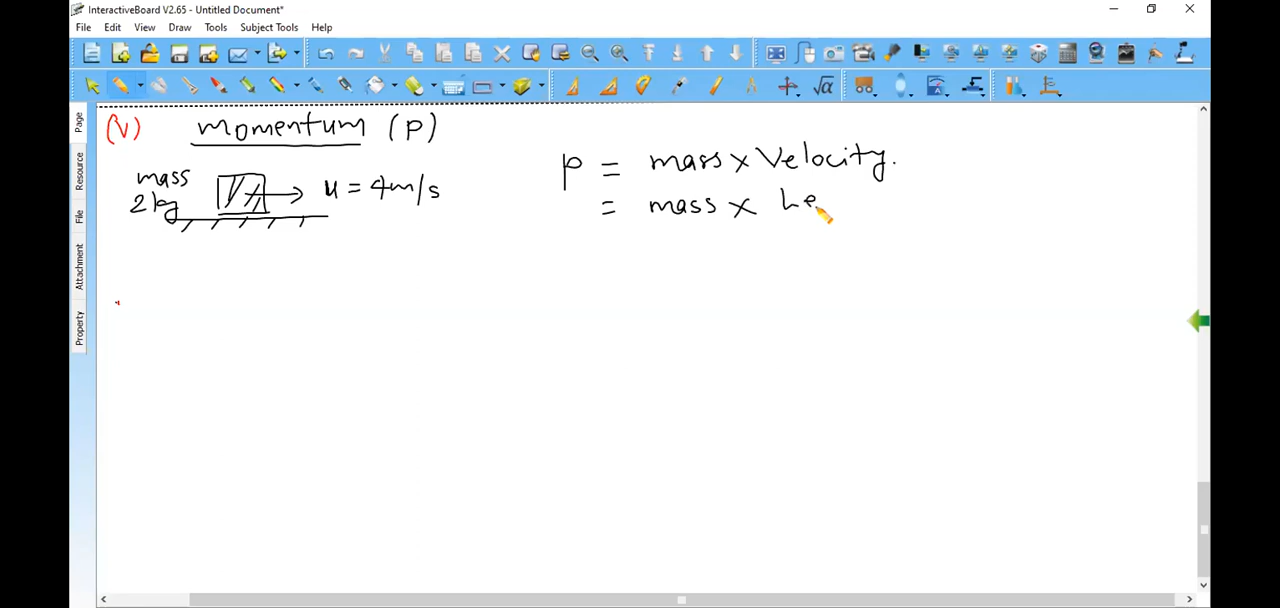 InteractiveBoard V2.65 - Untitled Document*
File Edit View Draw Tools Subject Tools Help
Page
Resource
File
Attachment
Property
(V) momentum (P)
mass
2kg
u = 4m/s
P = mass x Velocity.
= mass x Le